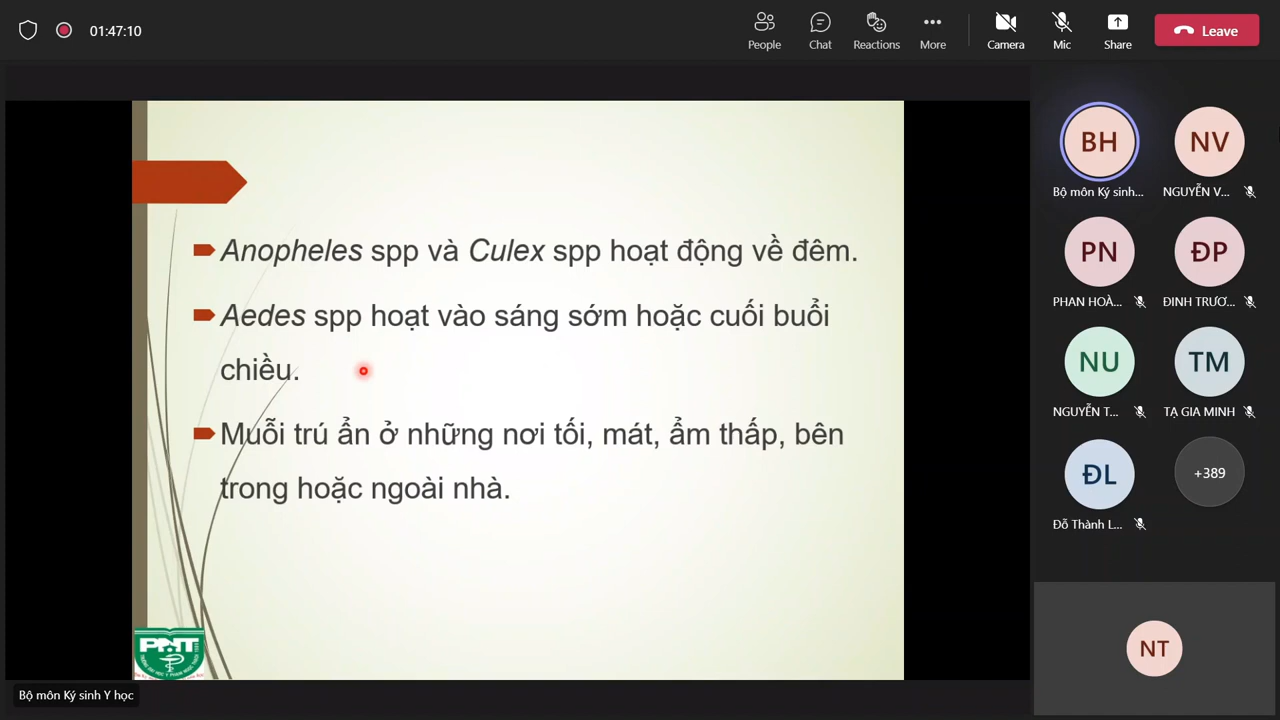 01:47:10
People
Chat
Reactions
More
Camera
Mic
Share
Leave
Anopheles spp và Culex spp hoạt động về đêm.
Aedes spp hoạt vào sáng sớm hoặc cuối buổi
chiều.
Muỗi trú ẩn ở những nơi tối, mát, ẩm thấp, bên
trong hoặc ngoài nhà.
PNT
Bộ môn Ký sinh Y học
BH
Bộ môn Ký sinh...
NV
NGUYỄN V...
PN
PHAN HOÀ...
ĐP
ĐINH TRƯƠ...
NU
NGUYỄN T...
TM
TẠ GIA MINH
ĐL
Đỗ Thành L...
+389
NT